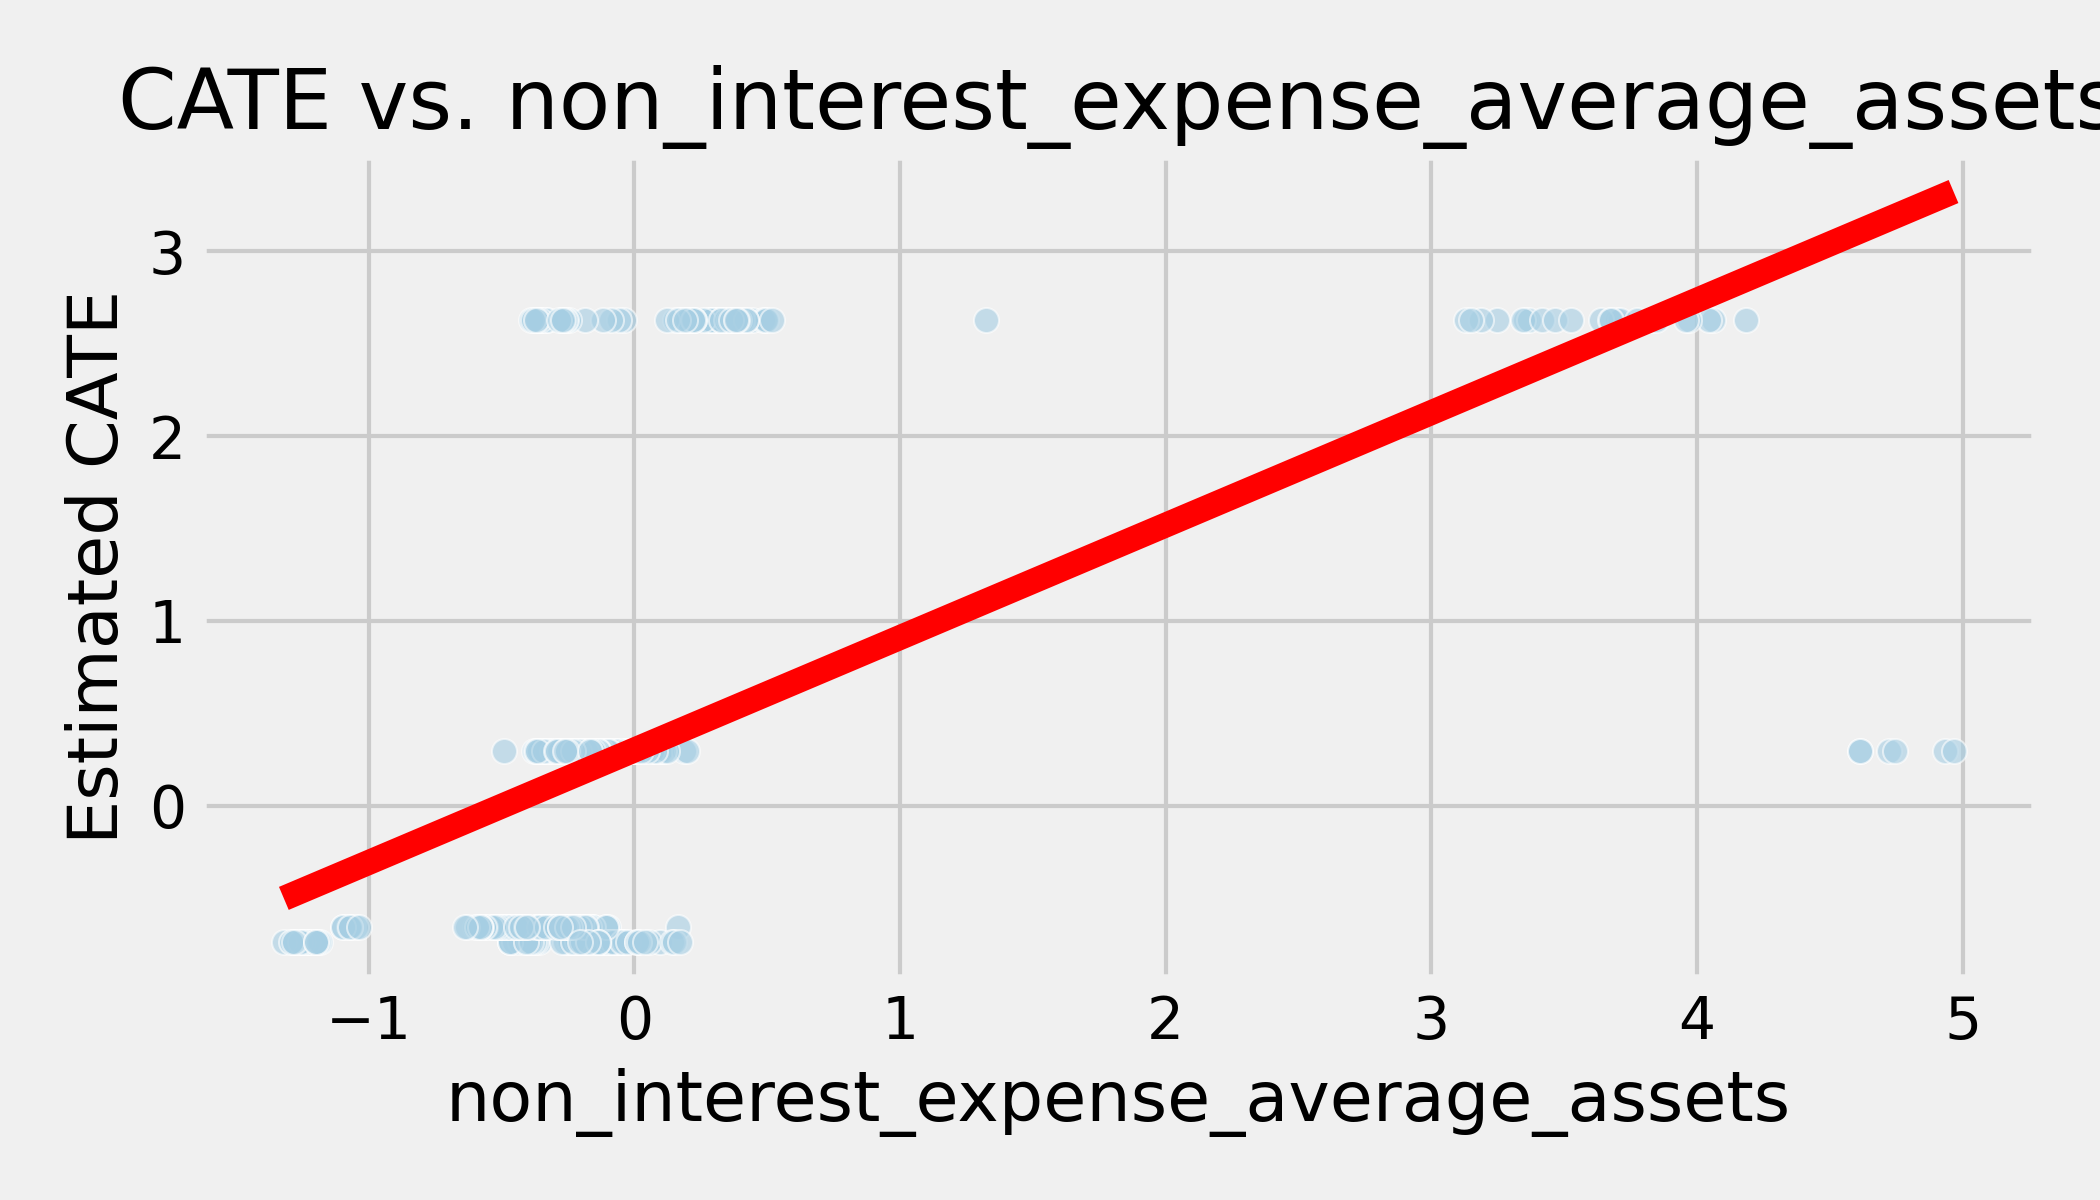 CATE vs. non_interest_expense_average_assets
3
2
1
0
Estimated CATE
−1 0 1 2 3 4 5
non_interest_expense_average_assets